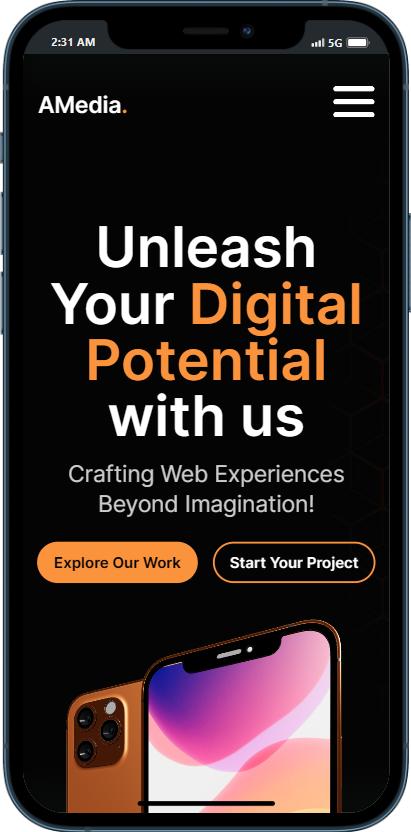 2:31 AM 5G
AMedia.
Unleash
Your Digital
Potential
with us
Crafting Web Experiences
Beyond Imagination!
Explore Our Work Start Your Project